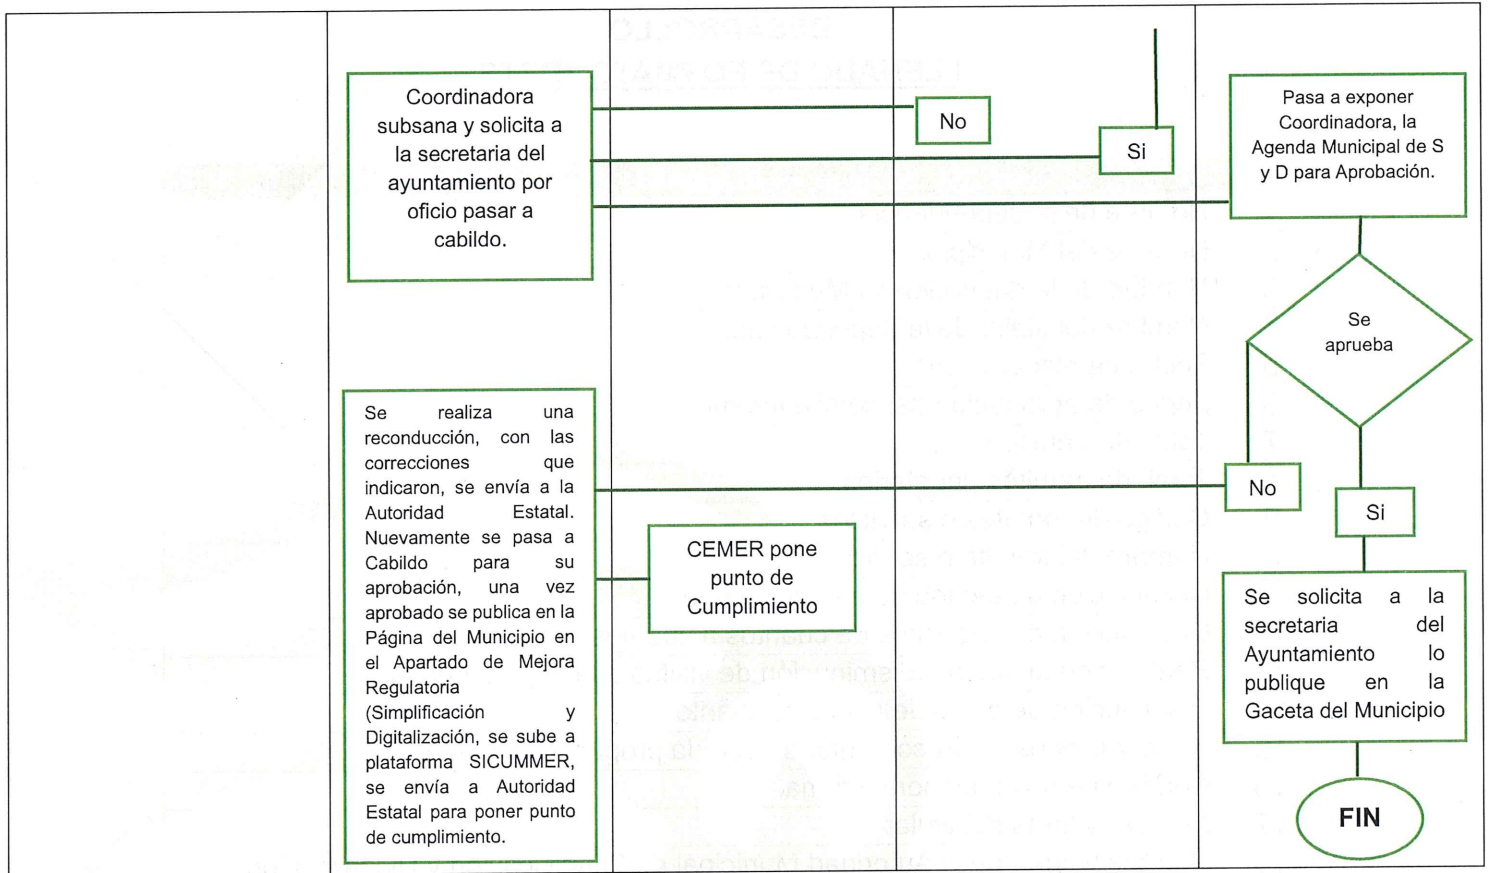 Coordinadora
subsana y solicita a
la secretaria del
ayuntamiento por
oficio pasar a
cabildo.
No
Si
Pasa a exponer
Coordinadora, la
Agenda Municipal de S
y D para Aprobación.
Se
aprueba
No
Si
Se realiza una
reconducción, con las
correcciones que
indicaron, se envía a la
Autoridad Estatal.
Nuevamente se pasa a
Cabildo para su
aprobación, una vez
aprobado se publica en la
Página del Municipio en
el Apartado de Mejora
Regulatoria
(Simplificación y
Digitalización, se sube a
plataforma SICUMMER,
se envía a Autoridad
Estatal para poner punto
de cumplimiento.
CEMER pone
punto de
Cumplimiento
Se solicita a la
secretaria del
Ayuntamiento lo
publique en la
Gaceta del Municipio
FIN